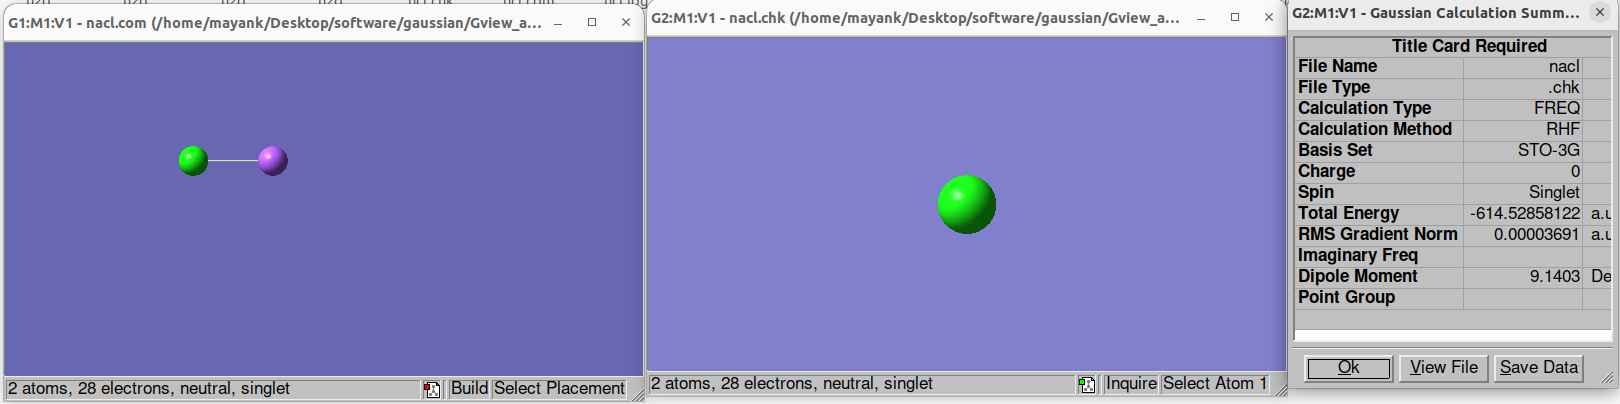 G1:M1:V1 - nacl.com (/home/mayank/Desktop/software/gaussian/Gview_a...
2 atoms, 28 electrons, neutral, singlet
Build
Select Placement
G2:M1:V1 - nacl.chk (/home/mayank/Desktop/software/gaussian/Gview_a...
2 atoms, 28 electrons, neutral, singlet
Inquire
Select Atom 1
G2:M1:V1 - Gaussian Calculation Summ...
Title Card Required
File Name nacl
File Type .chk
Calculation Type FREQ
Calculation Method RHF
Basis Set STO-3G
Charge 0
Spin Singlet
Total Energy -614.52858122 a.u
RMS Gradient Norm 0.00003691 a.u
Imaginary Freq
Dipole Moment 9.1403 De
Point Group
Ok View File Save Data